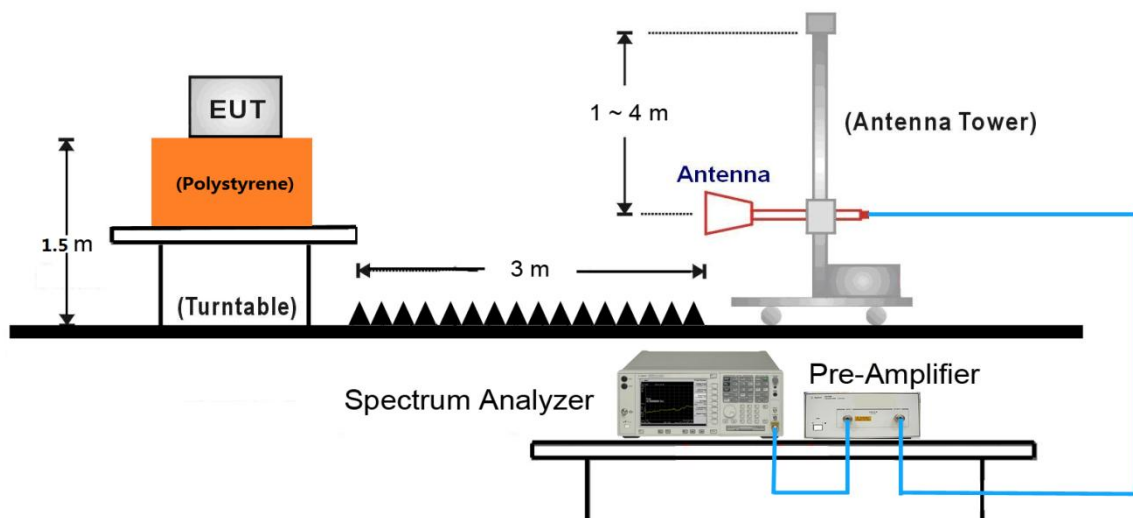 EUT
(Polystyrene)
1.5 m
(Turntable)
3 m
1 ~ 4 m
Antenna
(Antenna Tower)
Spectrum Analyzer
Pre-Amplifier